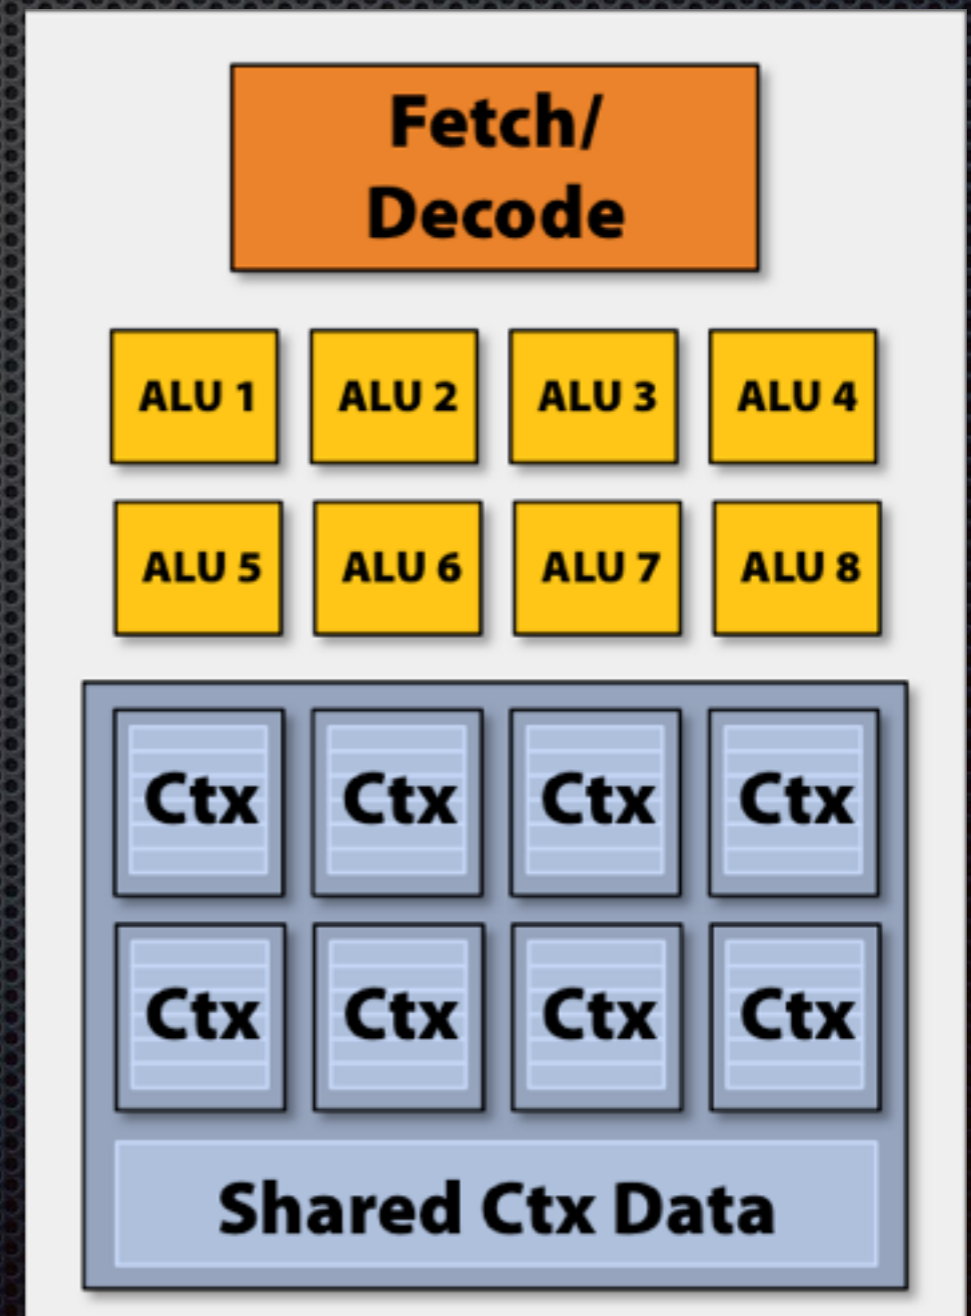 Fetch/
Decode
ALU 1 ALU 2 ALU 3 ALU 4
ALU 5 ALU 6 ALU 7 ALU 8
Ctx Ctx Ctx Ctx
Ctx Ctx Ctx Ctx
Shared Ctx Data